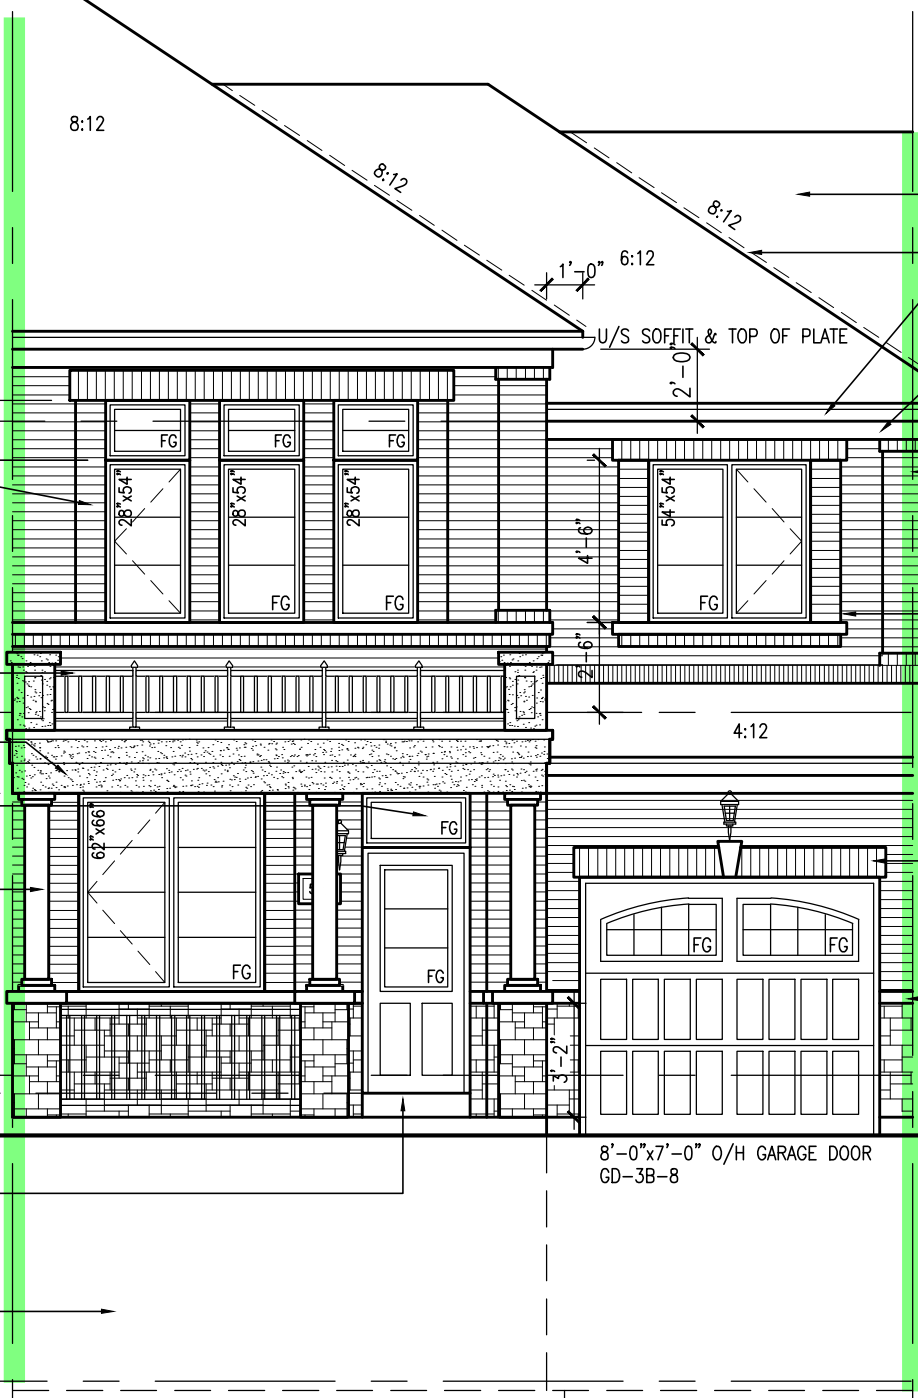 8:12
8:12
8:12
6:12
1'-0"
U/S SOFFIT & TOP OF PLATE
2'-0"
FG
FG
FG
28"x54"
28"x54"
28"x54"
54"x54"
4'-6"
FG
FG
FG
2'-6"
4:12
62"x66"
FG
FG
FG
FG
FG
FG
3'-2"
8'-0"x7'-0" O/H GARAGE DOOR
GD-3B-8